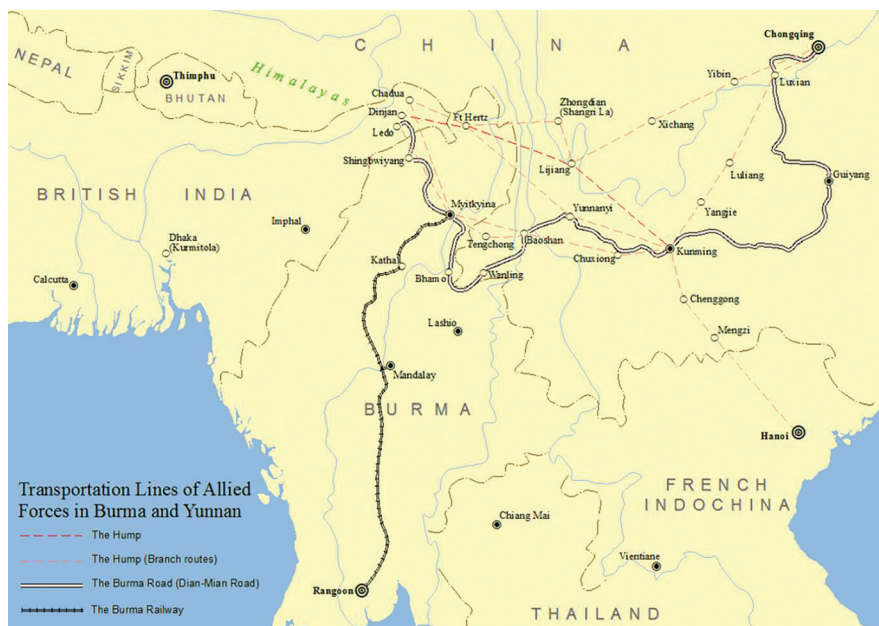 C H I N A
Chongqing
NEPAL
SIKKIM
Thimphu
BHUTAN
Himalayas
Chadua
Dinjan
Ledo
Ft Hertz
Zhongdian
(Shangri La)
Yibin
Luxian
Xichang
Shingbwiyang
Lijiang
Luliang
Guiyang
BRITISH INDIA
Imphal
Myitkyina
Yunnanyi
Yangjie
Dhaka
(Kurmitola)
Tengchong
Baoshan
Kunming
Chuxiong
Calcutta
Katha
Bhamo
Wanling
Chenggong
Lashio
Mengzi
Mandalay
BURMA
Hanoi
Transportation Lines of Allied
Forces in Burma and Yunnan
The Hump
The Hump (Branch routes)
The Burma Road (Dian-Mian Road)
The Burma Railway
FRENCH
INDOCHINA
Chiang Mai
Vientiane
Rangoon
THAILAND